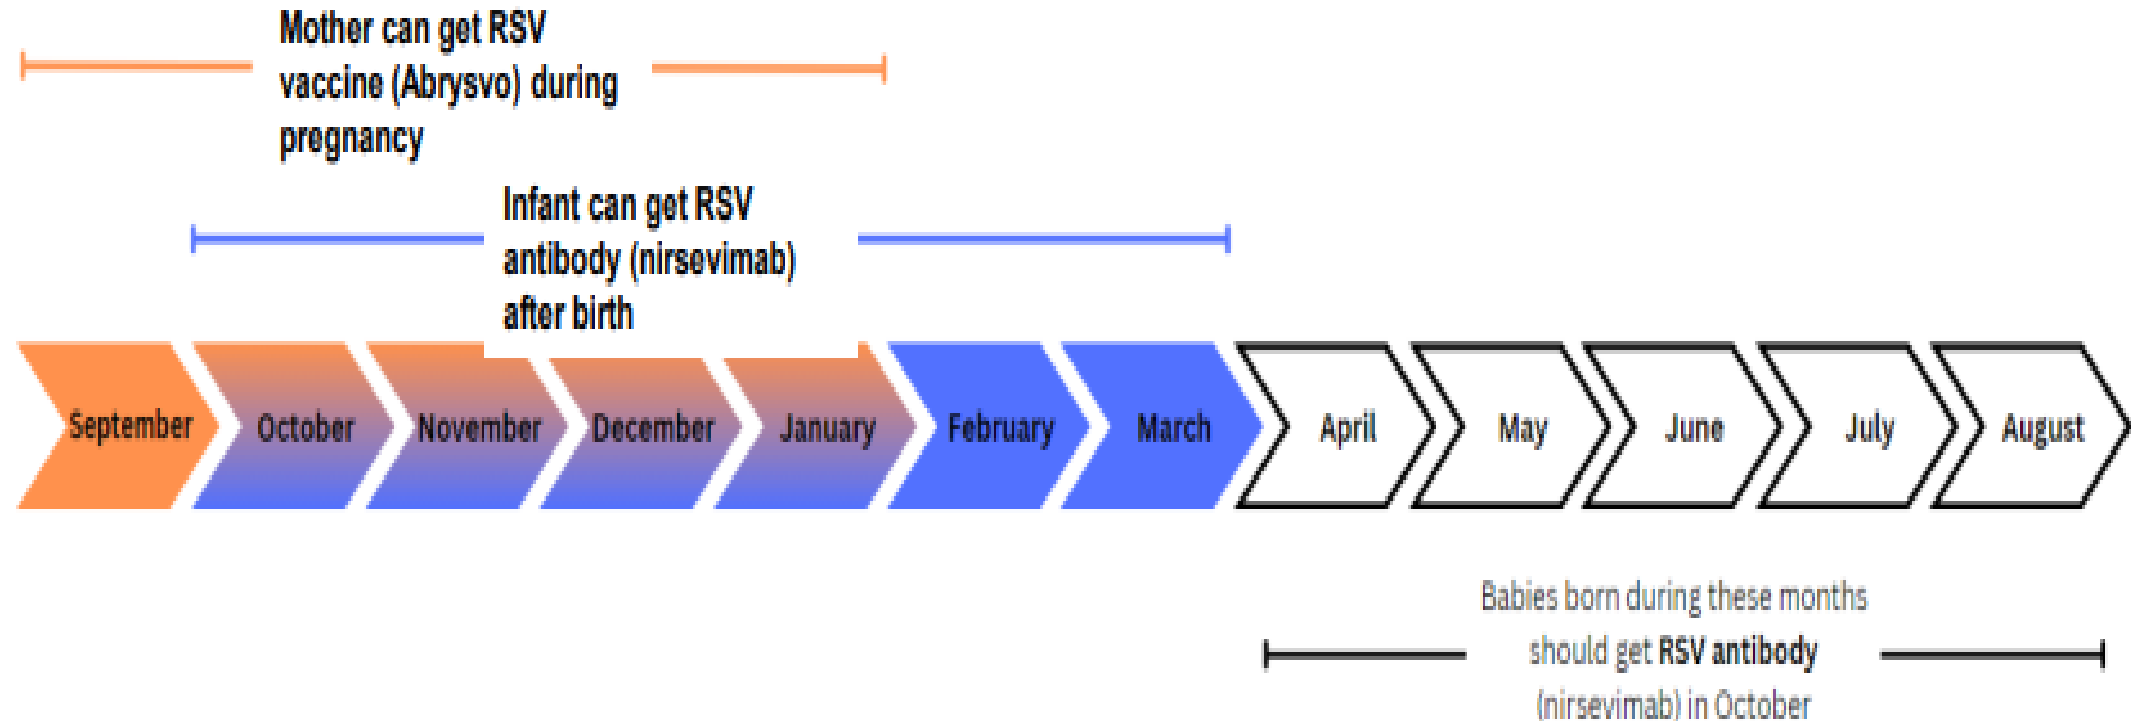 Mother can get RSV
vaccine (Abrysvo) during
pregnancy
Infant can get RSV
antibody (nirsevimab)
after birth
September
October
November
December
January
February
March
April
May
June
July
August
Babies born during these months
should get RSV antibody
(nirsevimab) in October